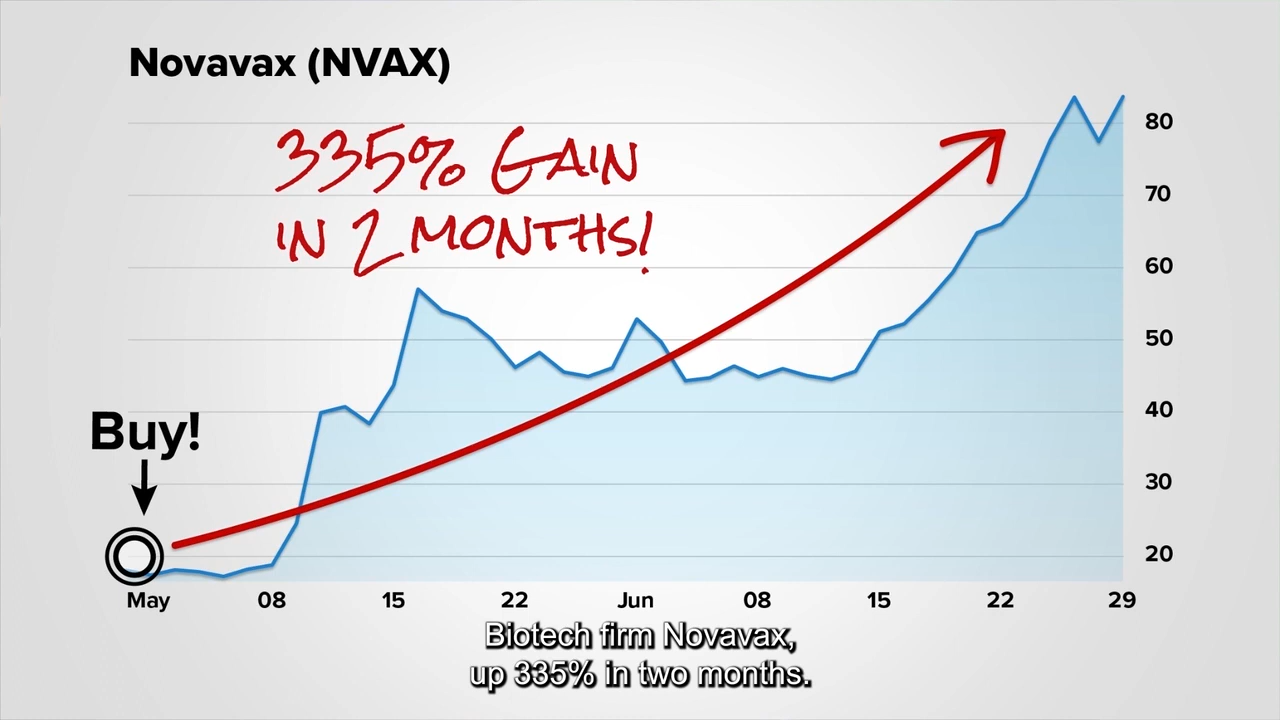 Novavax (NVAX)
335% GAIN
IN 2 MONTHS!
80
70
60
50
40
30
20
Buy!
May 08 15 22 Jun 08 15 22 29
Biotech firm Novavax,
up 335% in two months.